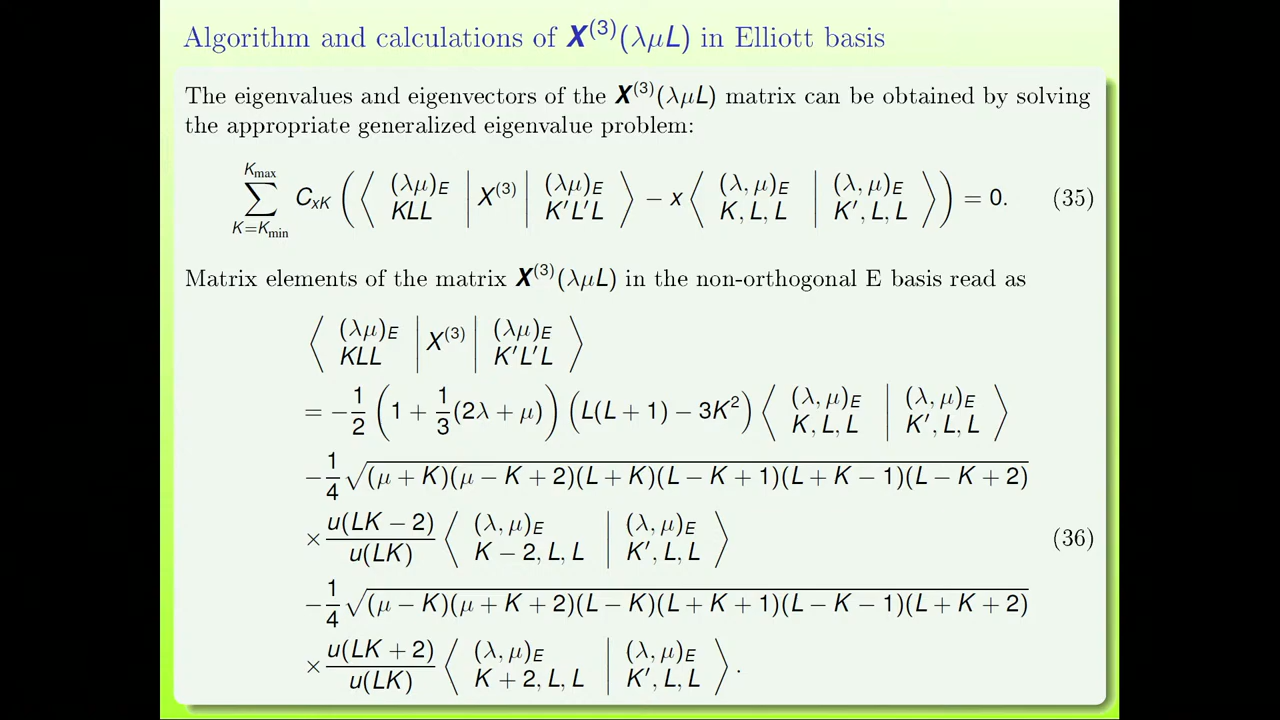 Algorithm and calculations of X⁽³⁾(λμL) in Elliott basis
The eigenvalues and eigenvectors of the X⁽³⁾(λμL) matrix can be obtained by solving
the appropriate generalized eigenvalue problem:
∑_{K=K_min}^{K_max} C_{xK} ( ⟨ (λμ)_E KLL | X⁽³⁾ | (λμ)_E K′L′L ⟩ − x ⟨ (λ, μ)_E K, L, L | (λ, μ)_E K′, L, L ⟩ ) = 0. (35)
Matrix elements of the matrix X⁽³⁾(λμL) in the non-orthogonal E basis read as
⟨ (λμ)_E KLL | X⁽³⁾ | (λμ)_E K′L′L ⟩
= −1/2 (1 + 1/3(2λ + μ)) (L(L + 1) − 3K²) ⟨ (λ, μ)_E K, L, L | (λ, μ)_E K′, L, L ⟩
−1/4 √(μ + K)(μ − K + 2)(L + K)(L − K + 1)(L + K − 1)(L − K + 2)
× u(LK − 2)/u(LK) ⟨ (λ, μ)_E K − 2, L, L | (λ, μ)_E K′, L, L ⟩ (36)
−1/4 √(μ − K)(μ + K + 2)(L − K)(L + K + 1)(L − K − 1)(L + K + 2)
× u(LK + 2)/u(LK) ⟨ (λ, μ)_E K + 2, L, L | (λ, μ)_E K′, L, L ⟩ .